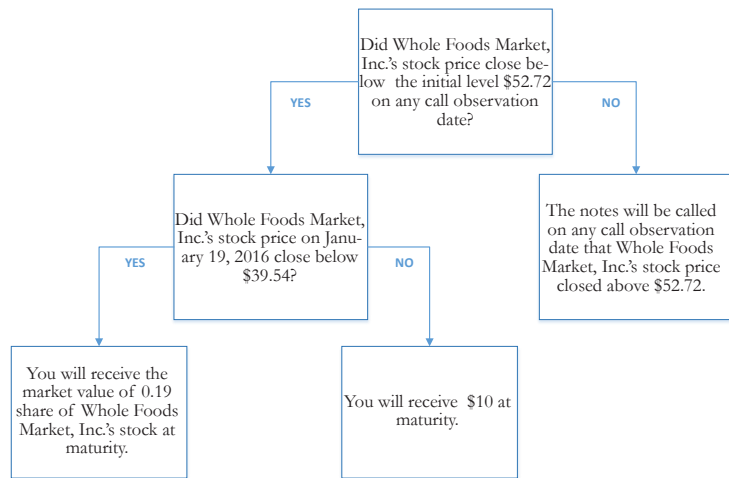 Did Whole Foods Market,
Inc.'s stock price close be-
low the initial level $52.72
on any call observation
date?
YES
NO
Did Whole Foods Market,
Inc.'s stock price on Janu-
ary 19, 2016 close below
$39.54?
The notes will be called
on any call observation
date that Whole Foods
Market, Inc.'s stock price
closed above $52.72.
YES
NO
You will receive the
market value of 0.19
share of Whole Foods
Market, Inc.'s stock at
maturity.
You will receive $10 at
maturity.